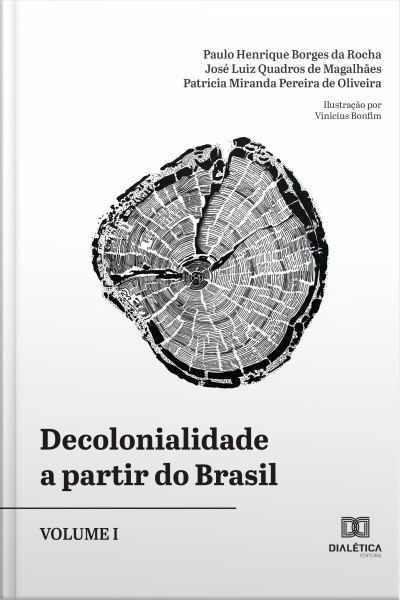 Paulo Henrique Borges da Rocha
José Luiz Quadros de Magalhães
Patrícia Miranda Pereira de Oliveira
Ilustração por
Vinícius Bonfim
Decolonialidade
a partir do Brasil
VOLUME I
DIALÉTICA
EDITORA